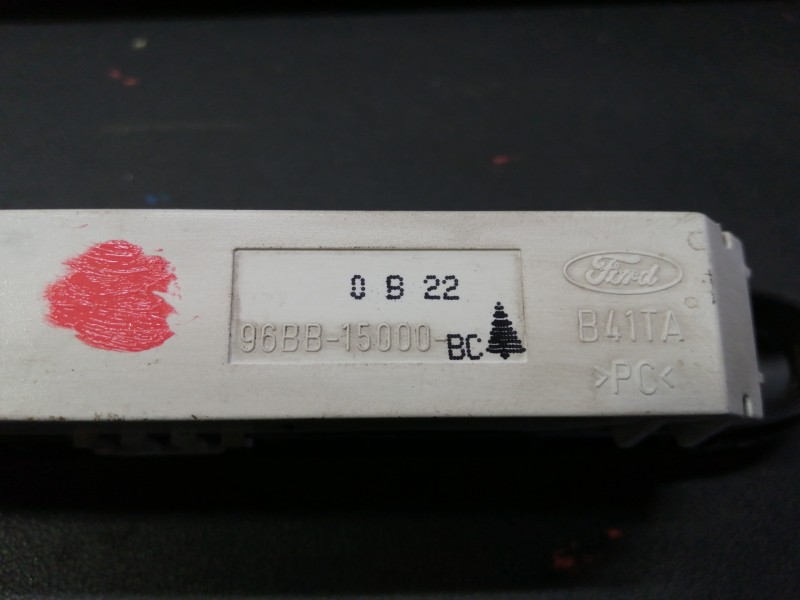 0 B 22
96BB-15000-BC
Ford
B41TA
>PC<